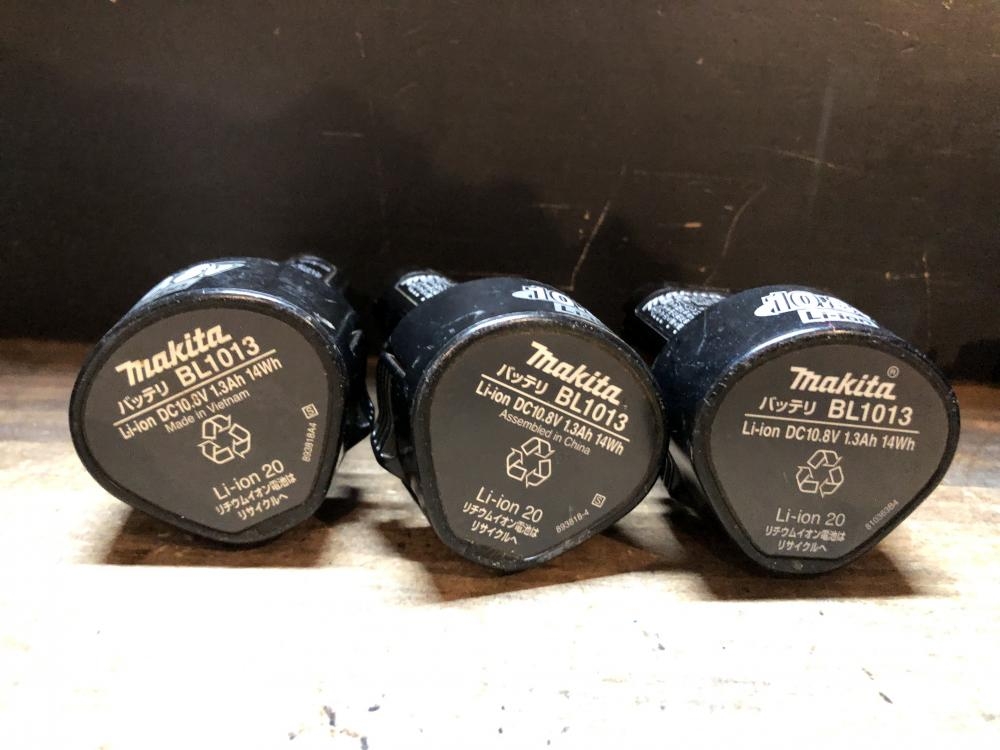 makita
バッテリ BL1013
Li-ion DC10.8V 1.3Ah 14Wh
Made in Vietnam
893818A4
Li-ion 20
リチウムイオン電池は
リサイクルへ
makita
バッテリ BL1013
Li-ion DC10.8V 1.3Ah 14Wh
Assembled in China
Li-ion 20
893818-4
リチウムイオン電池は
リサイクルへ
Li-ion
makita®
バッテリ BL1013
Li-ion DC10.8V 1.3Ah 14Wh
Li-ion 20
リチウムイオン電池は
リサイクルへ